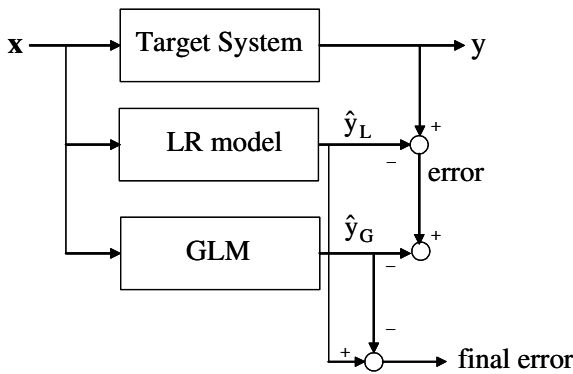 x
Target System
y
LR model
ŷL
+
−
error
GLM
ŷG
+
−
−
+
final error